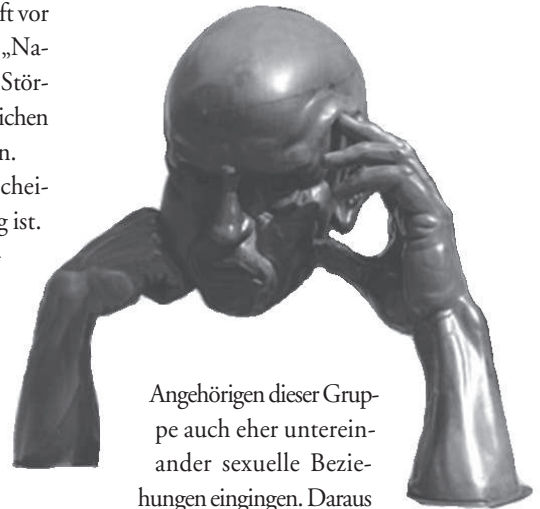 ft vor
„Na-
Stör-
ichen
n.
chei-
g ist.
Angehörigen dieser Grup-
pe auch eher unterein-
ander sexuelle Bezie-
hungen eingingen. Daraus